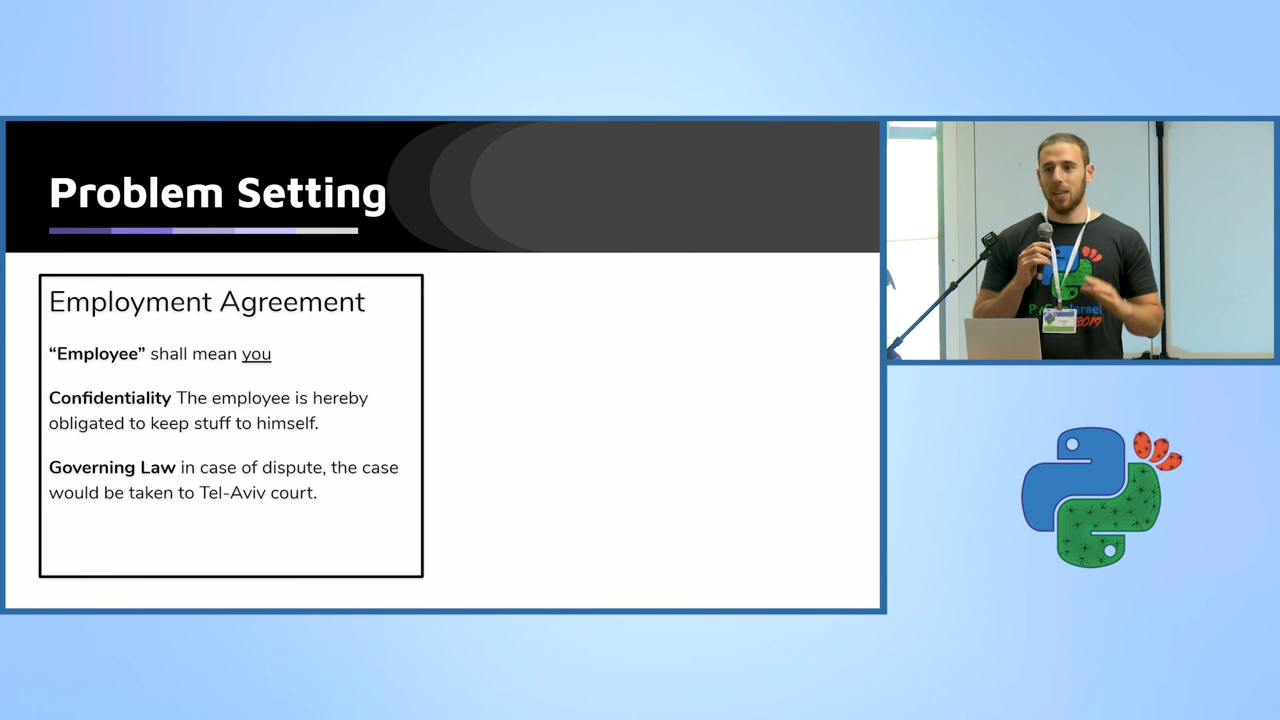 Problem Setting
Employment Agreement
“Employee” shall mean you
Confidentiality The employee is hereby
obligated to keep stuff to himself.
Governing Law in case of dispute, the case
would be taken to Tel-Aviv court.
2019